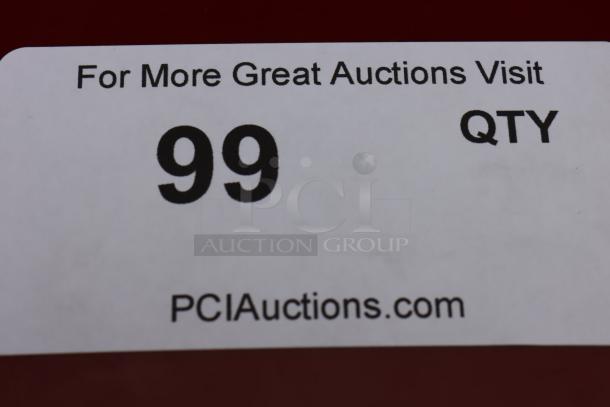 For More Great Auctions Visit
99 QTY
PCI
AUCTION GROUP
PCIAuctions.com